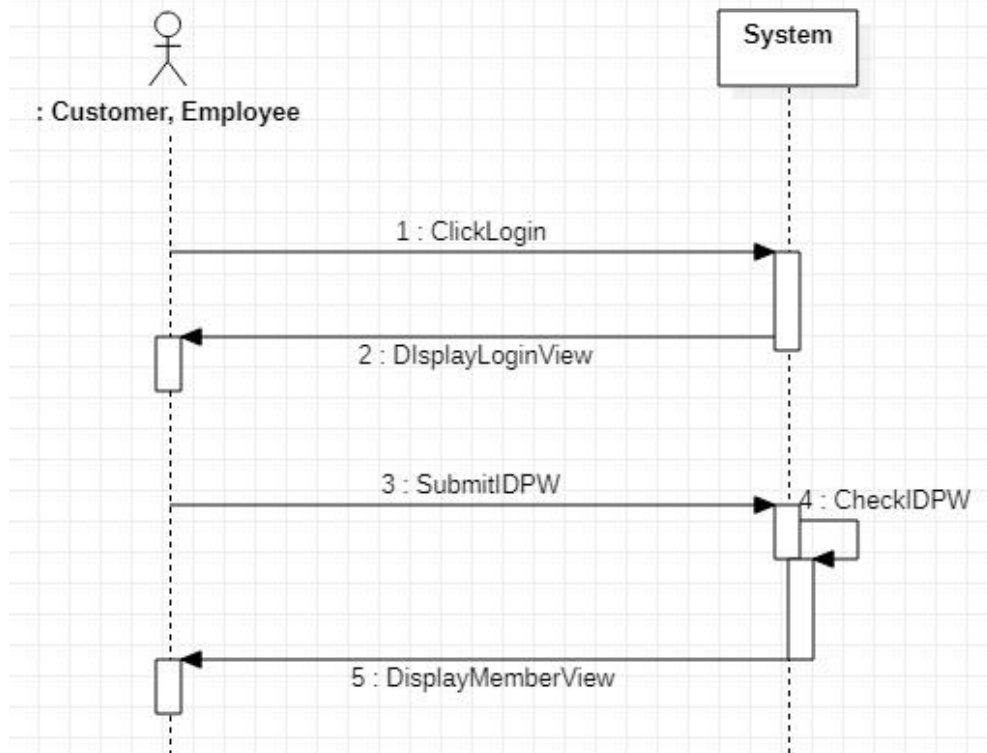 System
: Customer, Employee
1 : ClickLogin
2 : DIsplayLoginView
3 : SubmitIDPW
4 : CheckIDPW
5 : DisplayMemberView